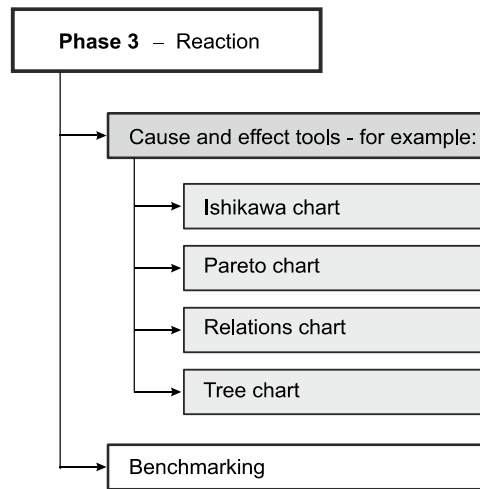 Phase 3 – Reaction
Cause and effect tools - for example:
Ishikawa chart
Pareto chart
Relations chart
Tree chart
Benchmarking